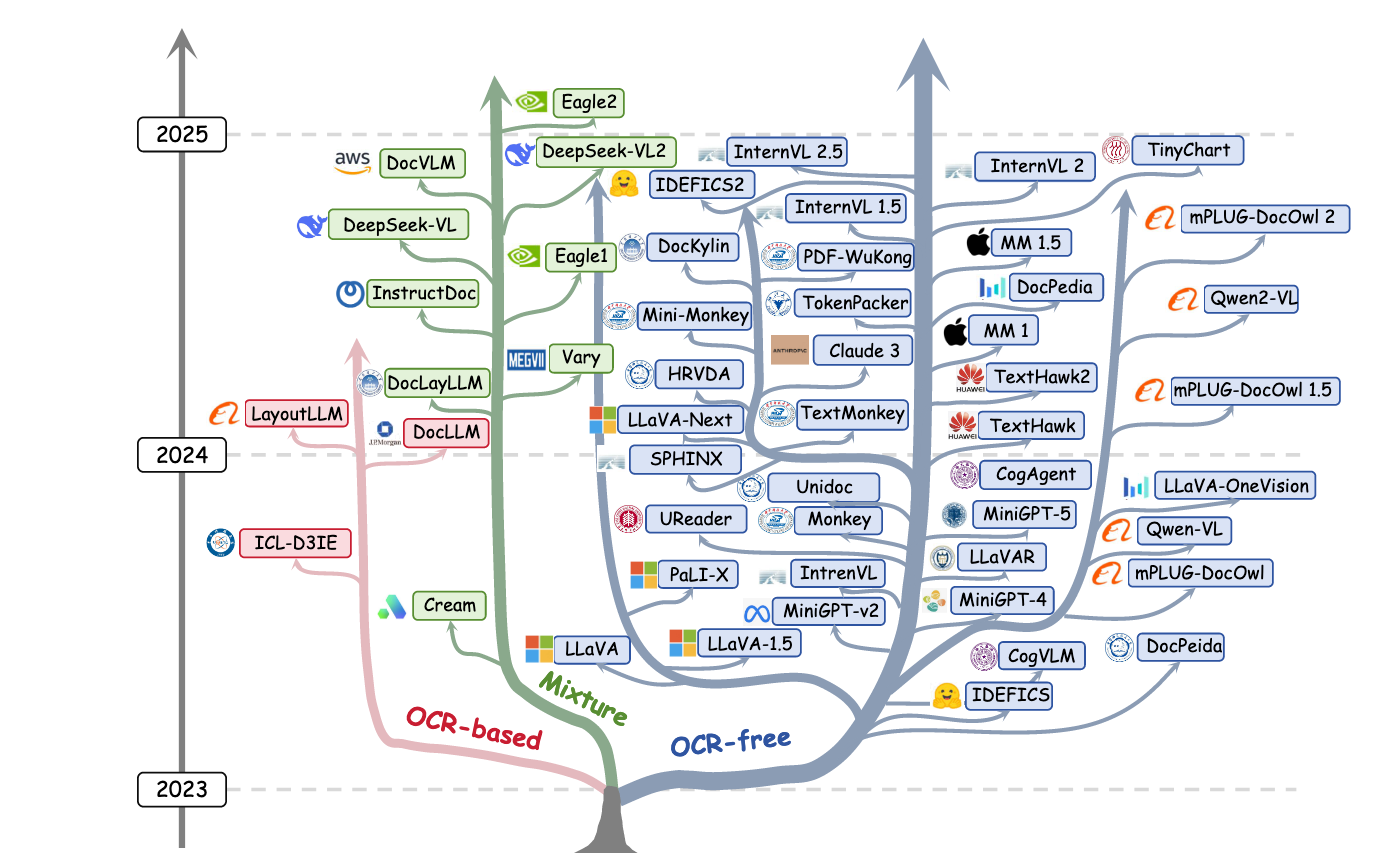 Eagle2
2025
aws
DocVLM
DeepSeek-VL2
InternVL 2.5
InternVL 2
TinyChart
IDEFICS2
DeepSeek-VL
InternVL 1.5
mPLUG-DocOwl 2
Eagle1
DocKylin
PDF-WuKong
MM 1.5
InstructDoc
DocPedia
Qwen2-VL
Mini-Monkey
TokenPacker
MM 1
MEGVII
Vary
ANTHROPIC
Claude 3
DocLayLLM
HRVDA
HUAWEI
TextHawk2
mPLUG-DocOwl 1.5
LayoutLLM
J.P.Morgan
DocLLM
LLaVA-Next
TextMonkey
HUAWEI
TextHawk
2024
SPHINX
CogAgent
Unidoc
LLaVA-OneVision
UReader
Monkey
MiniGPT-5
Qwen-VL
ICL-D3IE
LLaVAR
PaLI-X
IntrenVL
mPLUG-DocOwl
Cream
MiniGPT-v2
MiniGPT-4
LLaVA
LLaVA-1.5
CogVLM
DocPeida
Mixture
IDEFICS
OCR-based
OCR-free
2023